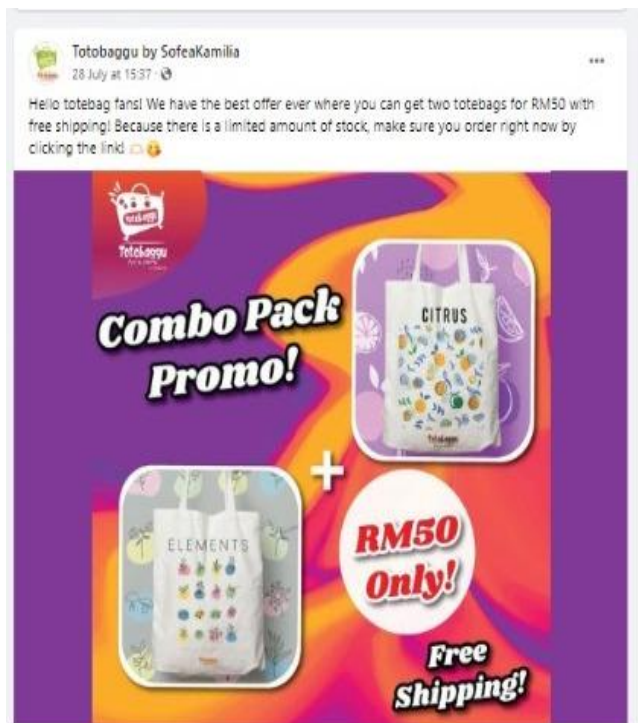 Totobaggu by SofeaKamilia
28 July at 15:37
Hello totebag fans! We have the best offer ever where you can get two totebags for RM50 with
free shipping! Because there is a limited amount of stock, make sure you order right now by
clicking the link!
Totebaggu
Combo Pack
Promo!
CITRUS
Totebaggu
+
ELEMENTS
RM50
Only!
Free
Shipping!